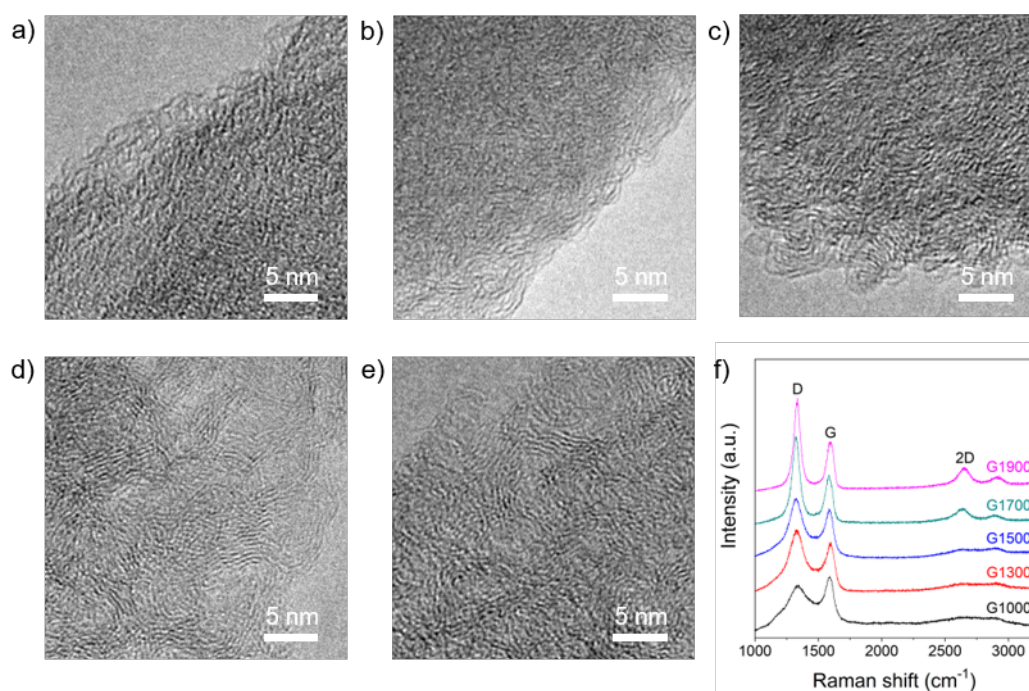 a)
b)
c)
5 nm
5 nm
5 nm
d)
e)
f)
5 nm
5 nm
D
G
2D
G1900
G1700
G1500
G1300
G1000
Intensity (a.u.)
1000 1500 2000 2500 3000
Raman shift (cm⁻¹)